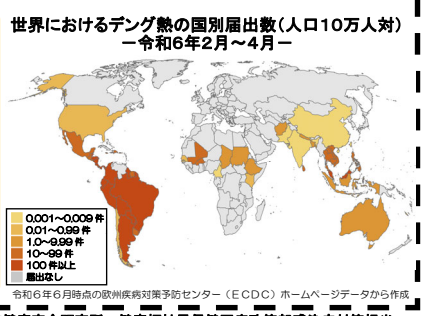 世界におけるデング熱の国別届出数（人口１０万人対）
－令和６年２月～４月－
0.001～0.009 件
0.01～0.99 件
1.0～9.99 件
10～99 件
100 件以上
届出なし
令和６年６月時点の欧州疾病対策予防センター（ＥＣＤＣ）ホームページデータから作成